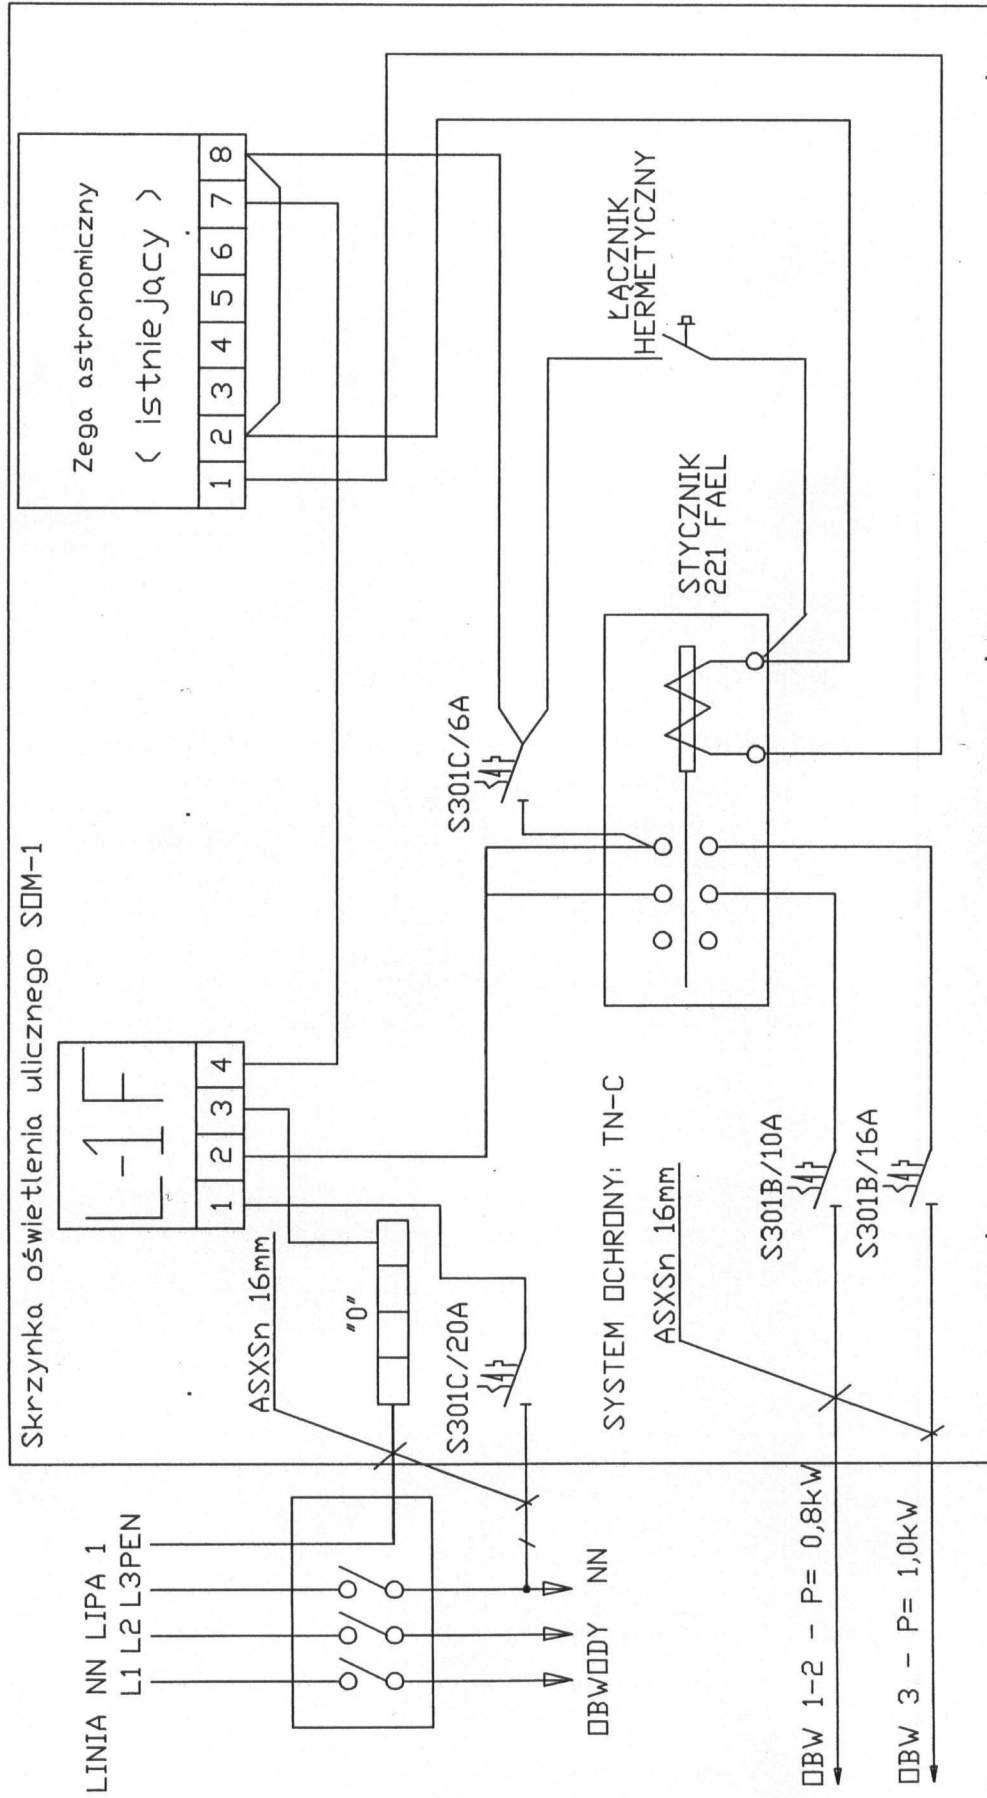 Skrzynka oświetlenia ulicznego SOM-1
LINIA NN LIPA 1
L1 L2 L3PEN
OBWODY NN
ASXSn 16mm
"0"
S301C/20A
L-1F
1 2 3 4
Zega astronomiczny
( istniejący )
1 2 3 4 5 6 7 8
S301C/6A
ŁĄCZNIK
HERMETYCZNY
STYCZNIK
221 FAEL
SYSTEM OCHRONY: TN-C
ASXSn 16mm
S301B/10A
S301B/16A
OBW 1-2 - P= 0,8kW
OBW 3 - P= 1,0kW